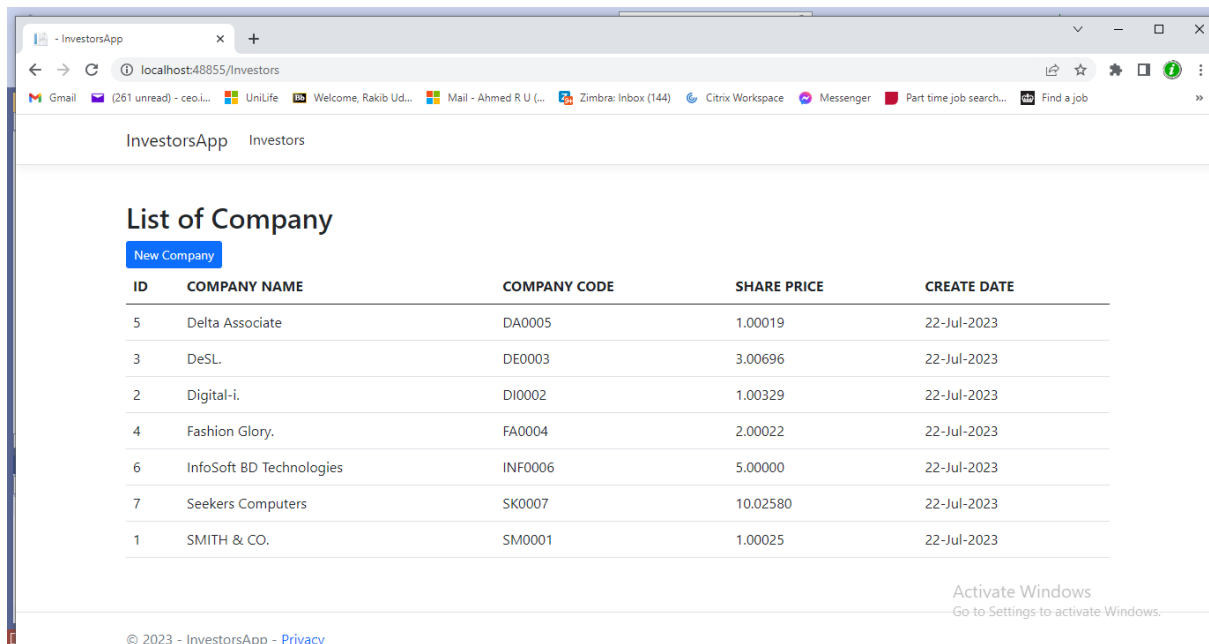 - InvestorsApp
localhost:48855/Investors
Gmail (261 unread) - ceo.i... UniLife Bb Welcome, Rakib Ud... Mail - Ahmed R U (... Zimbra: Inbox (144) Citrix Workspace Messenger Part time job search... Find a job »
InvestorsApp Investors
List of Company
New Company
ID COMPANY NAME COMPANY CODE SHARE PRICE CREATE DATE
5 Delta Associate DA0005 1.00019 22-Jul-2023
3 DeSL. DE0003 3.00696 22-Jul-2023
2 Digital-i. DI0002 1.00329 22-Jul-2023
4 Fashion Glory. FA0004 2.00022 22-Jul-2023
6 InfoSoft BD Technologies INF0006 5.00000 22-Jul-2023
7 Seekers Computers SK0007 10.02580 22-Jul-2023
1 SMITH & CO. SM0001 1.00025 22-Jul-2023
Activate Windows
Go to Settings to activate Windows.
© 2023 - InvestorsApp - Privacy